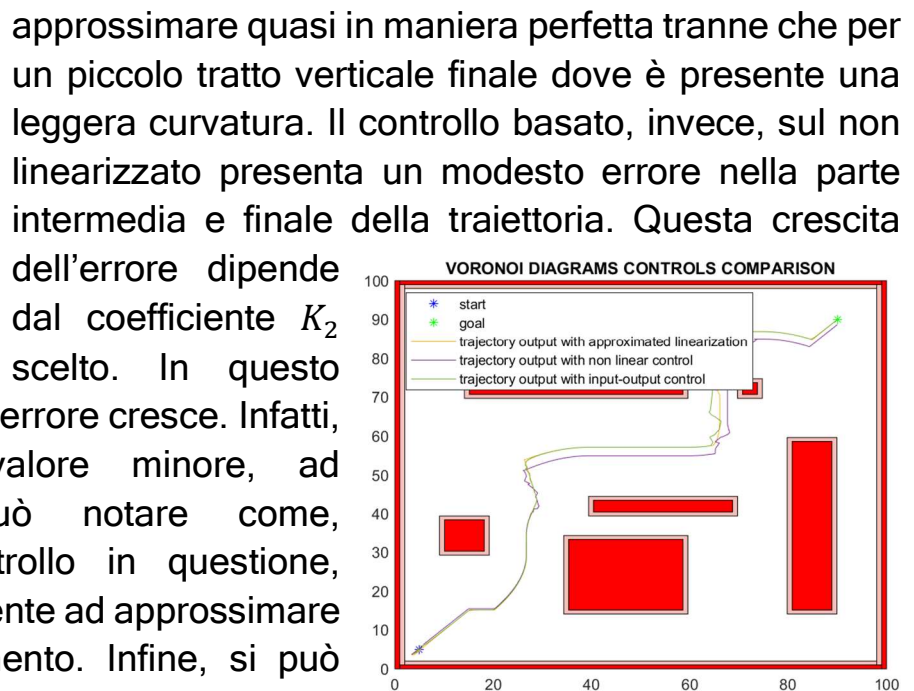 approssimare quasi in maniera perfetta tranne che per
un piccolo tratto verticale finale dove è presente una
leggera curvatura. Il controllo basato, invece, sul non
linearizzato presenta un modesto errore nella parte
intermedia e finale della traiettoria. Questa crescita
dell'errore dipende
dal coefficiente K₂
scelto. In questo
errore cresce. Infatti,
valore minore, ad
può notare come,
trollo in questione,
ente ad approssimare
mento. Infine, si può
VORONOI DIAGRAMS CONTROLS COMPARISON
start
goal
trajectory output with approximated linearization
trajectory output with non linear control
trajectory output with input-output control
100
90
80
70
60
50
40
30
20
10
0
0 20 40 60 80 100